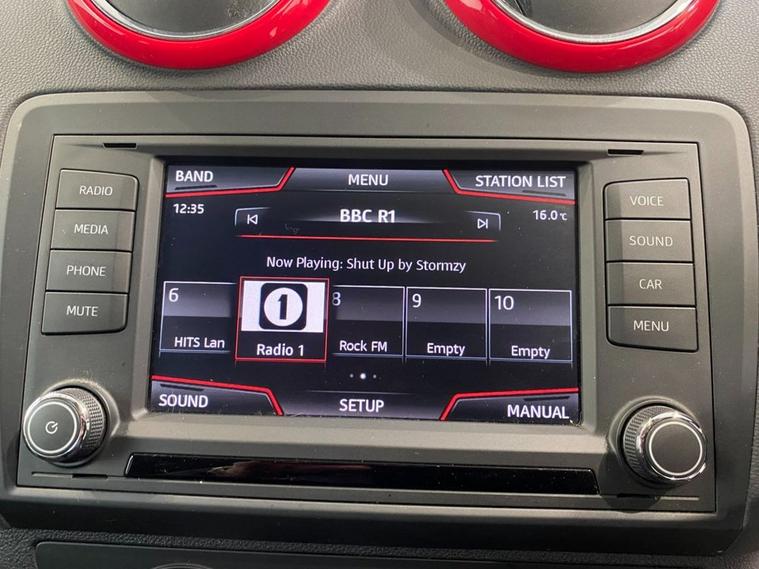 BAND
MENU
STATION LIST
12:35
BBC R1
16.0 °C
Now Playing: Shut Up by Stormzy
6
HITS Lan
1
Radio 1
8
Rock FM
9
Empty
10
Empty
SOUND
SETUP
MANUAL
RADIO
MEDIA
PHONE
MUTE
VOICE
SOUND
CAR
MENU